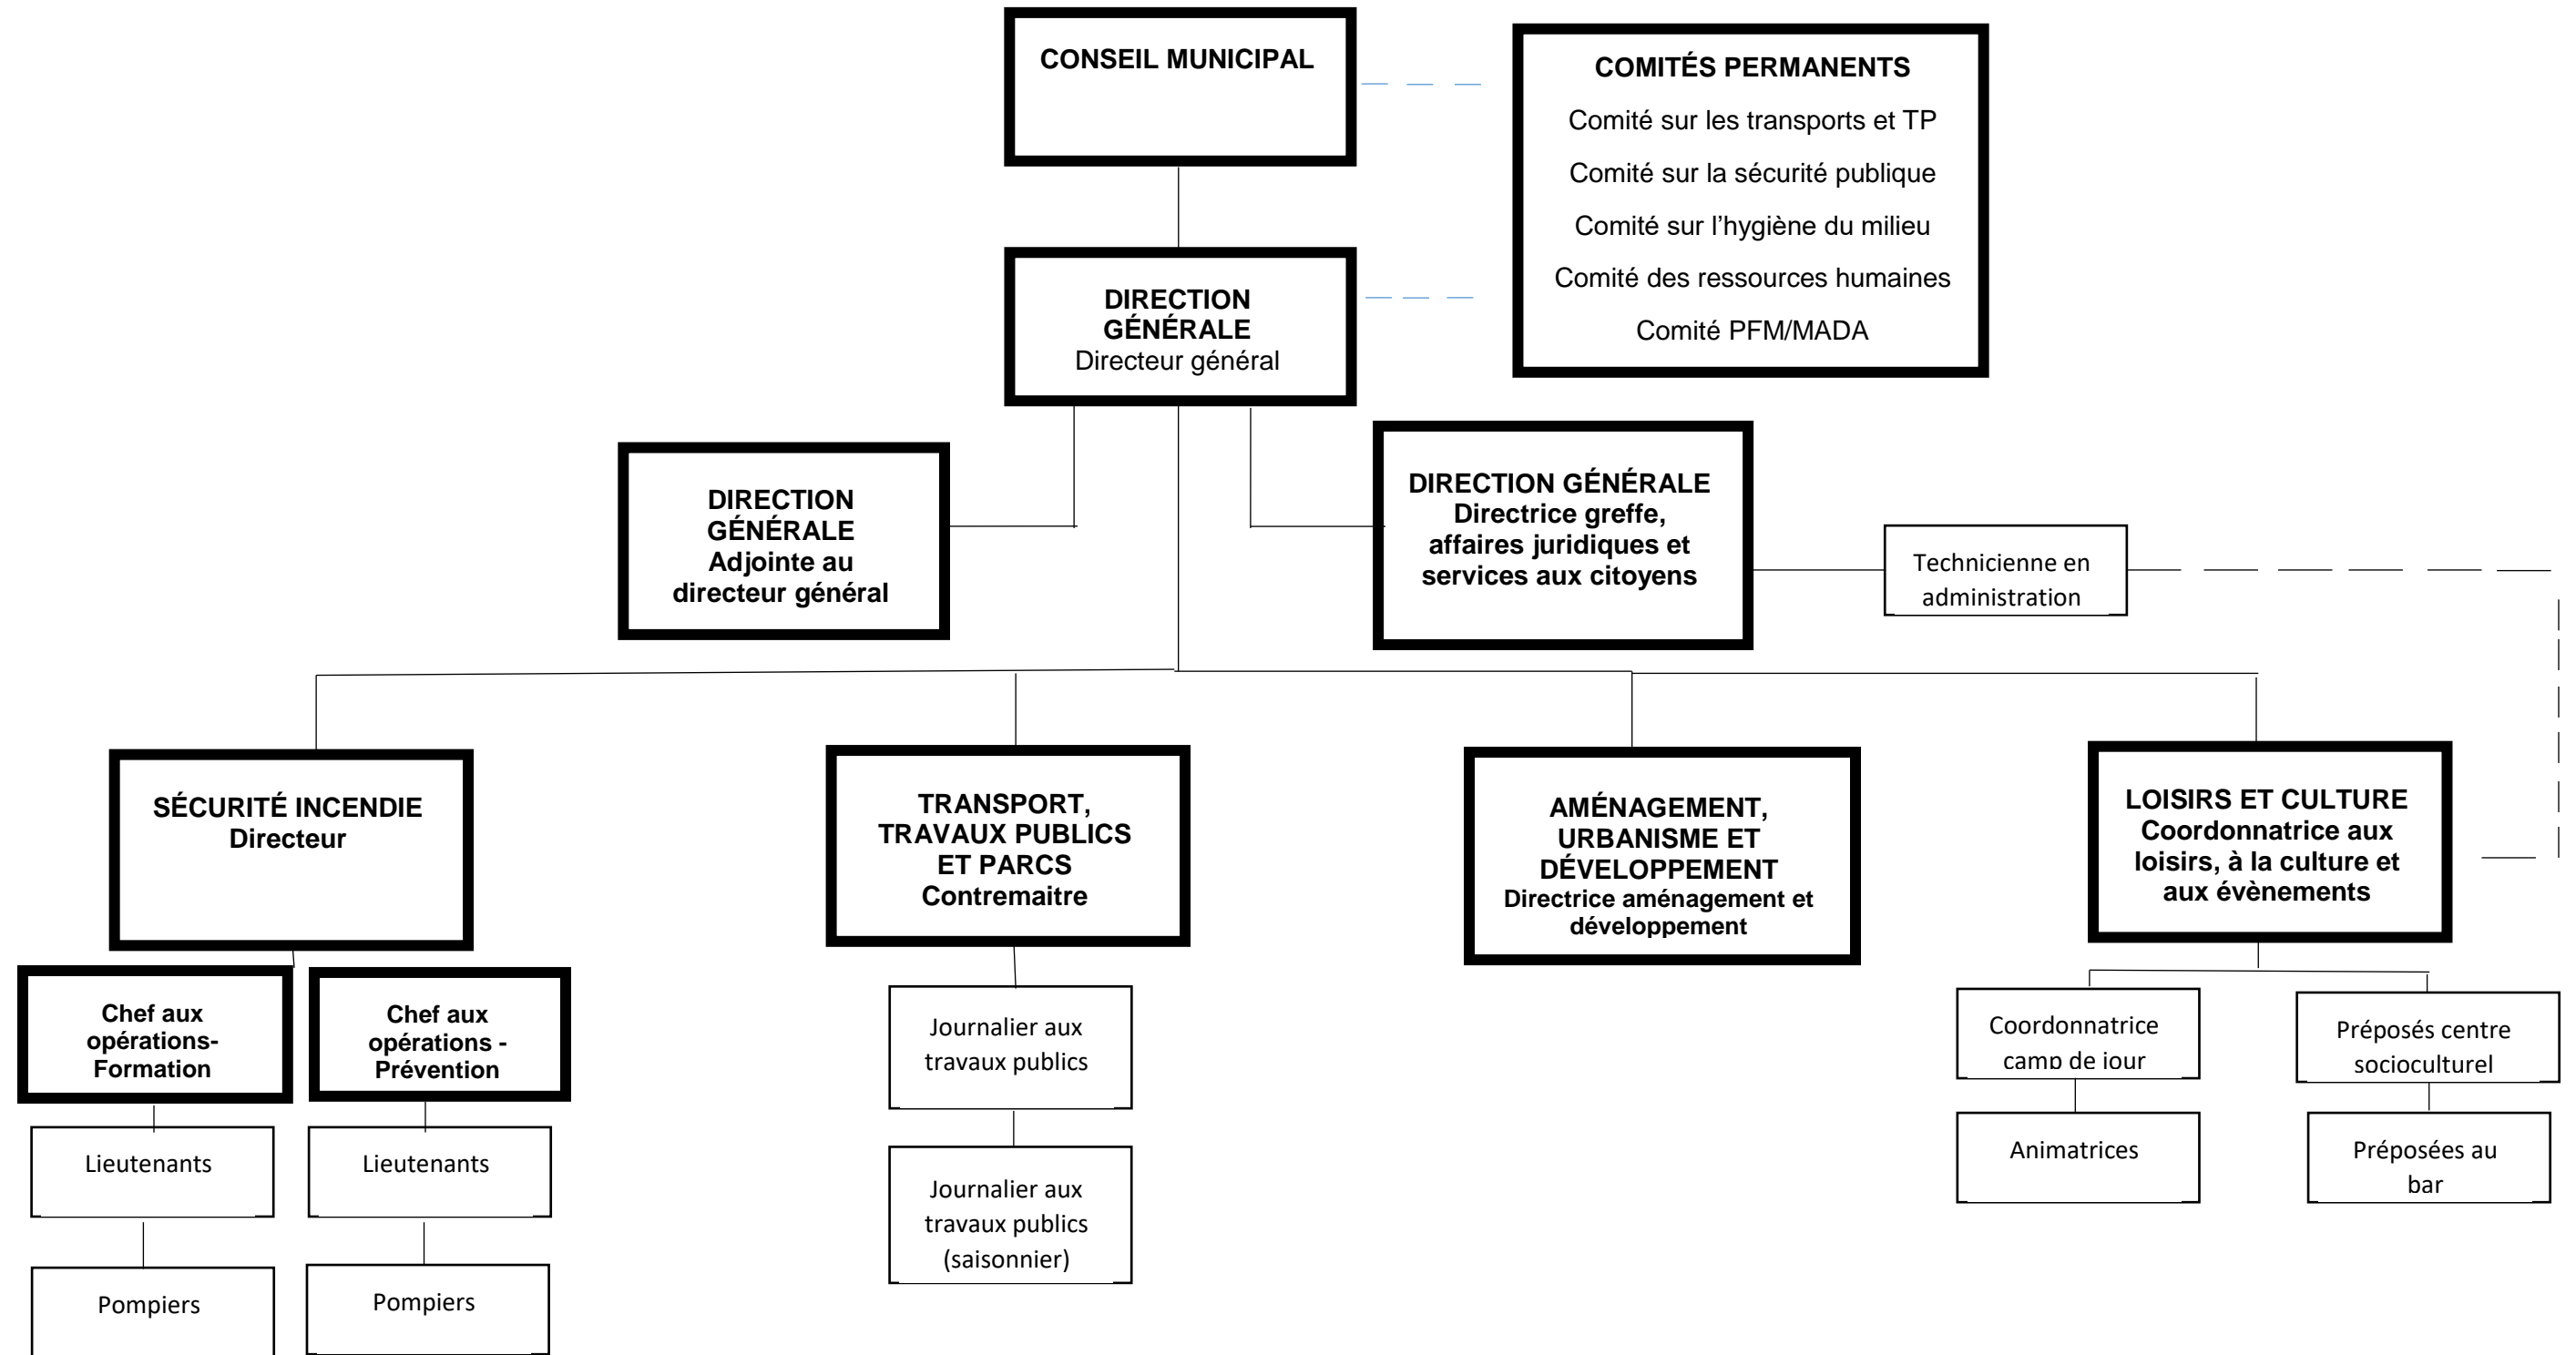 CONSEIL MUNICIPAL
COMITÉS PERMANENTS
Comité sur les transports et TP
Comité sur la sécurité publique
Comité sur l’hygiène du milieu
Comité des ressources humaines
Comité PFM/MADA
DIRECTION
GÉNÉRALE
Directeur général
DIRECTION
GÉNÉRALE
Adjointe au
directeur général
DIRECTION GÉNÉRALE
Directrice greffe,
affaires juridiques et
services aux citoyens
Technicienne en
administration
SÉCURITÉ INCENDIE
Directeur
TRANSPORT,
TRAVAUX PUBLICS
ET PARCS
Contremaitre
AMÉNAGEMENT,
URBANISME ET
DÉVELOPPEMENT
Directrice aménagement et
développement
LOISIRS ET CULTURE
Coordonnatrice aux
loisirs, à la culture et
aux évènements
Chef aux
opérations-
Formation
Chef aux
opérations -
Prévention
Journalier aux
travaux publics
Coordonnatrice
camp de jour
Préposés centre
socioculturel
Lieutenants
Lieutenants
Animatrices
Préposées au
bar
Journalier aux
travaux publics
(saisonnier)
Pompiers
Pompiers